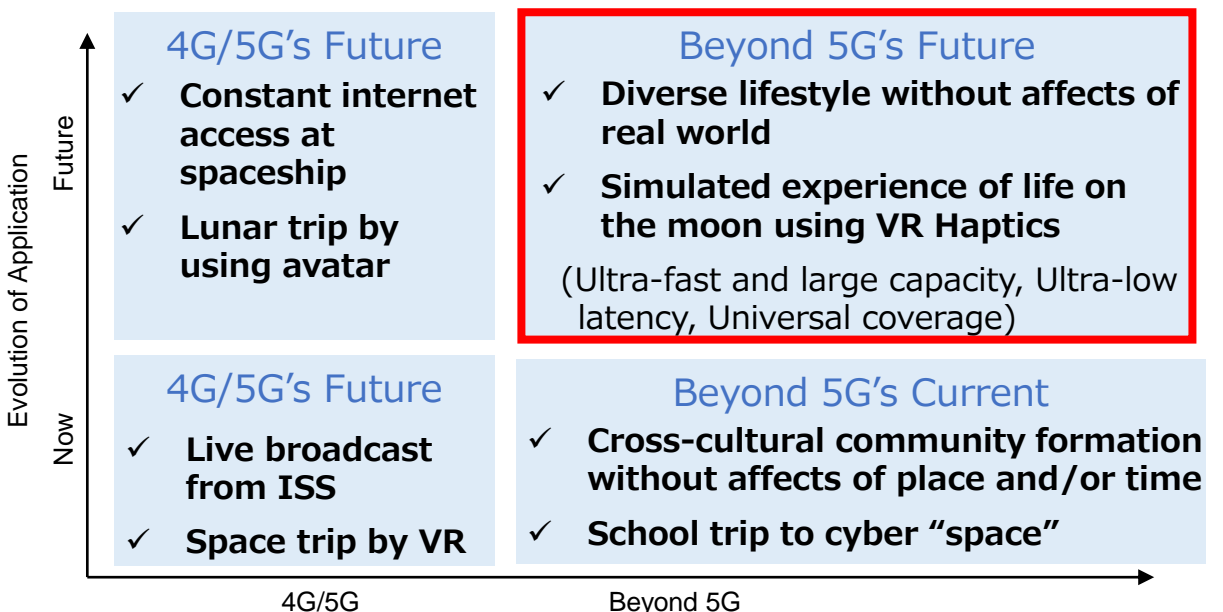 Evolution of Application
Future
Now
4G/5G's Future
✓ Constant internet
access at
spaceship
✓ Lunar trip by
using avatar
Beyond 5G's Future
✓ Diverse lifestyle without affects of
real world
✓ Simulated experience of life on
the moon using VR Haptics
(Ultra-fast and large capacity, Ultra-low
latency, Universal coverage)
4G/5G's Future
✓ Live broadcast
from ISS
✓ Space trip by VR
Beyond 5G's Current
✓ Cross-cultural community formation
without affects of place and/or time
✓ School trip to cyber “space”
4G/5G
Beyond 5G